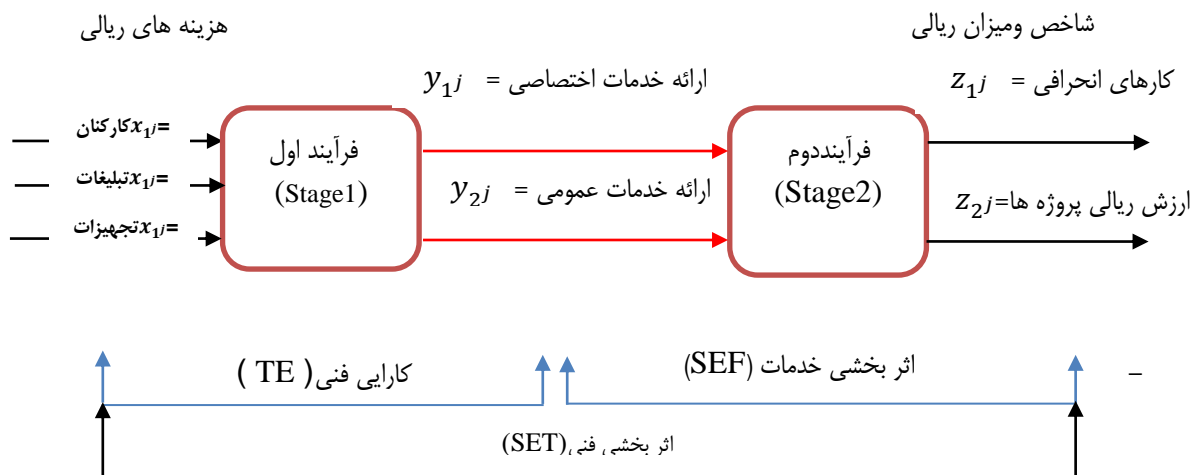 هزینه های ریالی
شاخص ومیزان ریالی
y₁j = ارائه خدمات اختصاصی
z₁j = کارهای انحرافی
x₁j=کارکنان
x₁j=تبلیغات
x₁j=تجهیزات
فرآیند اول
(Stage1)
y₂j = ارائه خدمات عمومی
فرآینددوم
(Stage2)
z₂j=ارزش ریالی پروژه ها
کارایی فنی( TE )
اثر بخشی خدمات (SEF)
–
اثر بخشی فنی(SET)